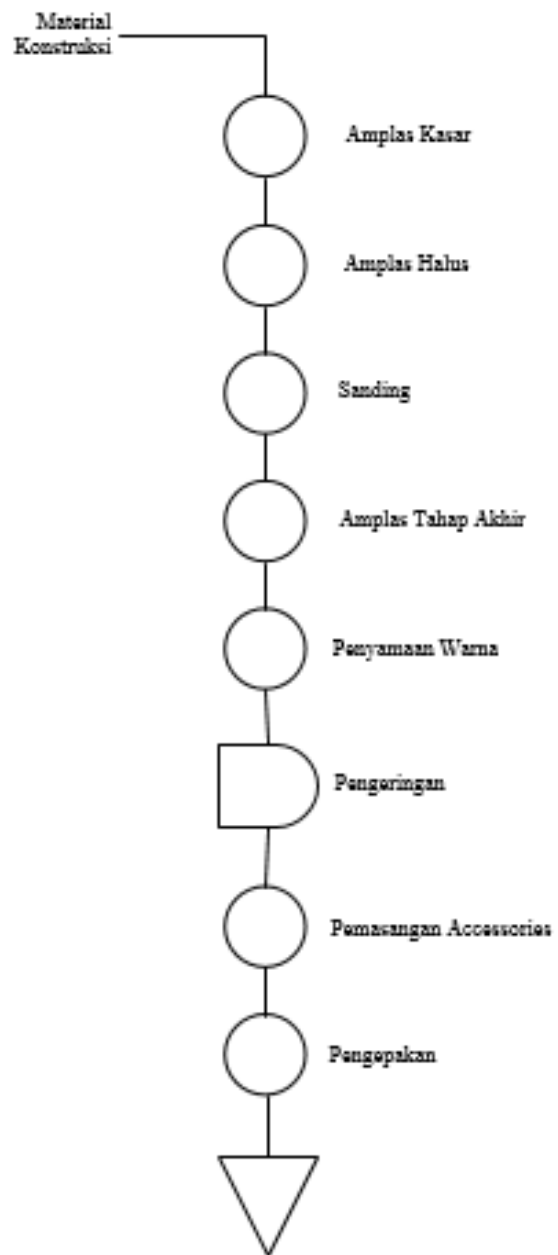 Material
Konstruksi
Amplas Kasar
Amplas Halus
Sanding
Amplas Tahap Akhir
Penyamaan Warna
Pengeringan
Pemasangan Accessories
Pengepakan